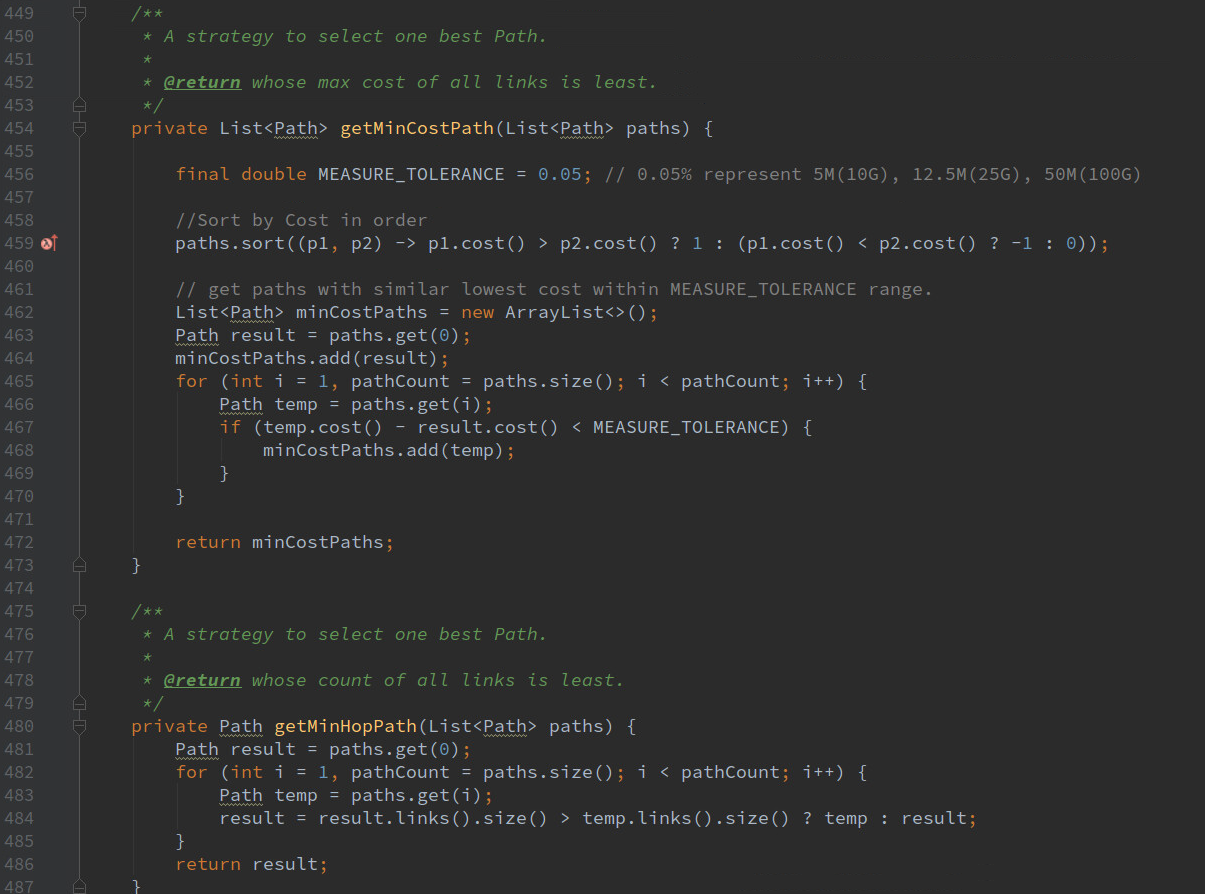 449 /**
450 * A strategy to select one best Path.
451 *
452 * @return whose max cost of all links is least.
453 */
454 private List<Path> getMinCostPath(List<Path> paths) {
455
456 final double MEASURE_TOLERANCE = 0.05; // 0.05% represent 5M(10G), 12.5M(25G), 50M(100G)
457
458 //Sort by Cost in order
459 paths.sort((p1, p2) -> p1.cost() > p2.cost() ? 1 : (p1.cost() < p2.cost() ? -1 : 0));
460
461 // get paths with similar lowest cost within MEASURE_TOLERANCE range.
462 List<Path> minCostPaths = new ArrayList<>();
463 Path result = paths.get(0);
464 minCostPaths.add(result);
465 for (int i = 1, pathCount = paths.size(); i < pathCount; i++) {
466 Path temp = paths.get(i);
467 if (temp.cost() - result.cost() < MEASURE_TOLERANCE) {
468 minCostPaths.add(temp);
469 }
470 }
471
472 return minCostPaths;
473 }
474
475 /**
476 * A strategy to select one best Path.
477 *
478 * @return whose count of all links is least.
479 */
480 private Path getMinHopPath(List<Path> paths) {
481 Path result = paths.get(0);
482 for (int i = 1, pathCount = paths.size(); i < pathCount; i++) {
483 Path temp = paths.get(i);
484 result = result.links().size() > temp.links().size() ? temp : result;
485 }
486 return result;
487 }